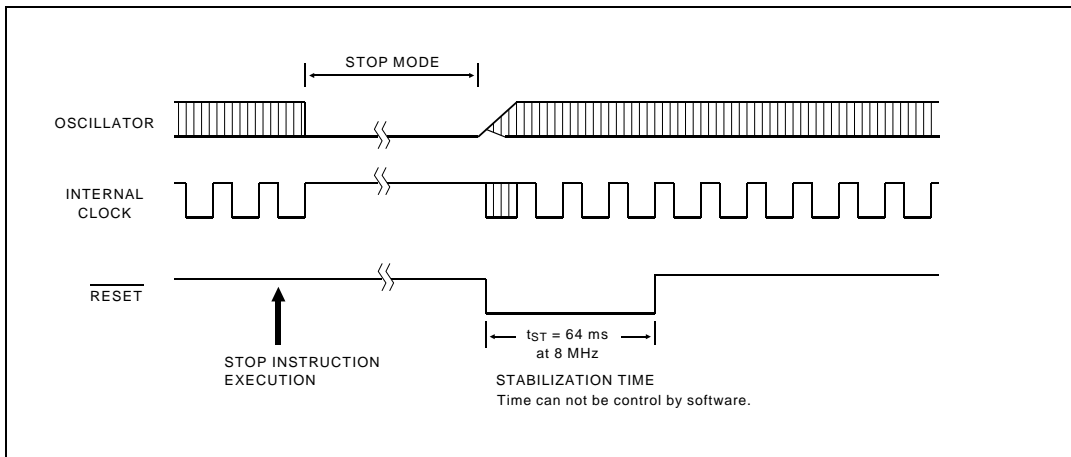 STOP MODE
OSCILLATOR
INTERNAL
CLOCK
RESET
tST = 64 ms
at 8 MHz
STOP INSTRUCTION
EXECUTION
STABILIZATION TIME
Time can not be control by software.